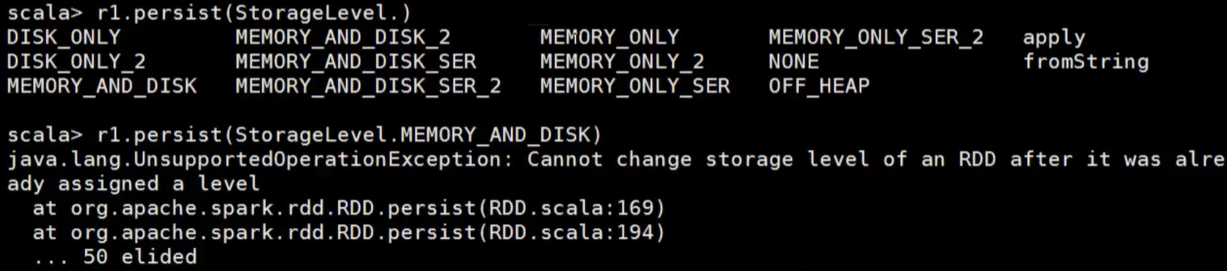 scala> r1.persist(StorageLevel.)
DISK_ONLY MEMORY_AND_DISK_2 MEMORY_ONLY MEMORY_ONLY_SER_2 apply
DISK_ONLY_2 MEMORY_AND_DISK_SER MEMORY_ONLY_2 NONE fromString
MEMORY_AND_DISK MEMORY_AND_DISK_SER_2 MEMORY_ONLY_SER OFF_HEAP
scala> r1.persist(StorageLevel.MEMORY_AND_DISK)
java.lang.UnsupportedOperationException: Cannot change storage level of an RDD after it was alre
ady assigned a level
at org.apache.spark.rdd.RDD.persist(RDD.scala:169)
at org.apache.spark.rdd.RDD.persist(RDD.scala:194)
... 50 elided